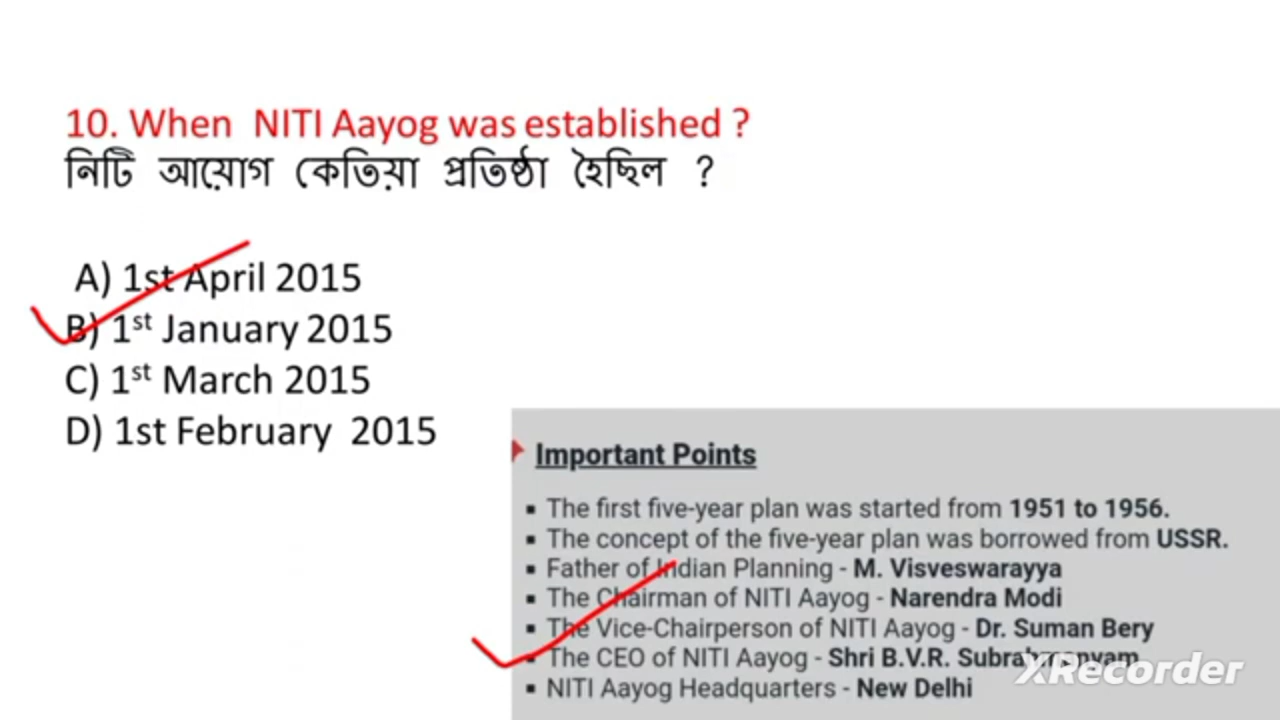 10. When NITI Aayog was established ?
নিটি আয়োগ কেতিয়া প্ৰতিষ্ঠা হৈছিল ?
A) 1st April 2015
B) 1st January 2015
C) 1st March 2015
D) 1st February 2015
Important Points
▪ The first five-year plan was started from 1951 to 1956.
▪ The concept of the five-year plan was borrowed from USSR.
▪ Father of Indian Planning - M. Visveswarayya
▪ The Chairman of NITI Aayog - Narendra Modi
▪ The Vice-Chairperson of NITI Aayog - Dr. Suman Bery
▪ The CEO of NITI Aayog - Shri B.V.R. Subrahmanyam
XRecorder
▪ NITI Aayog Headquarters - New Delhi